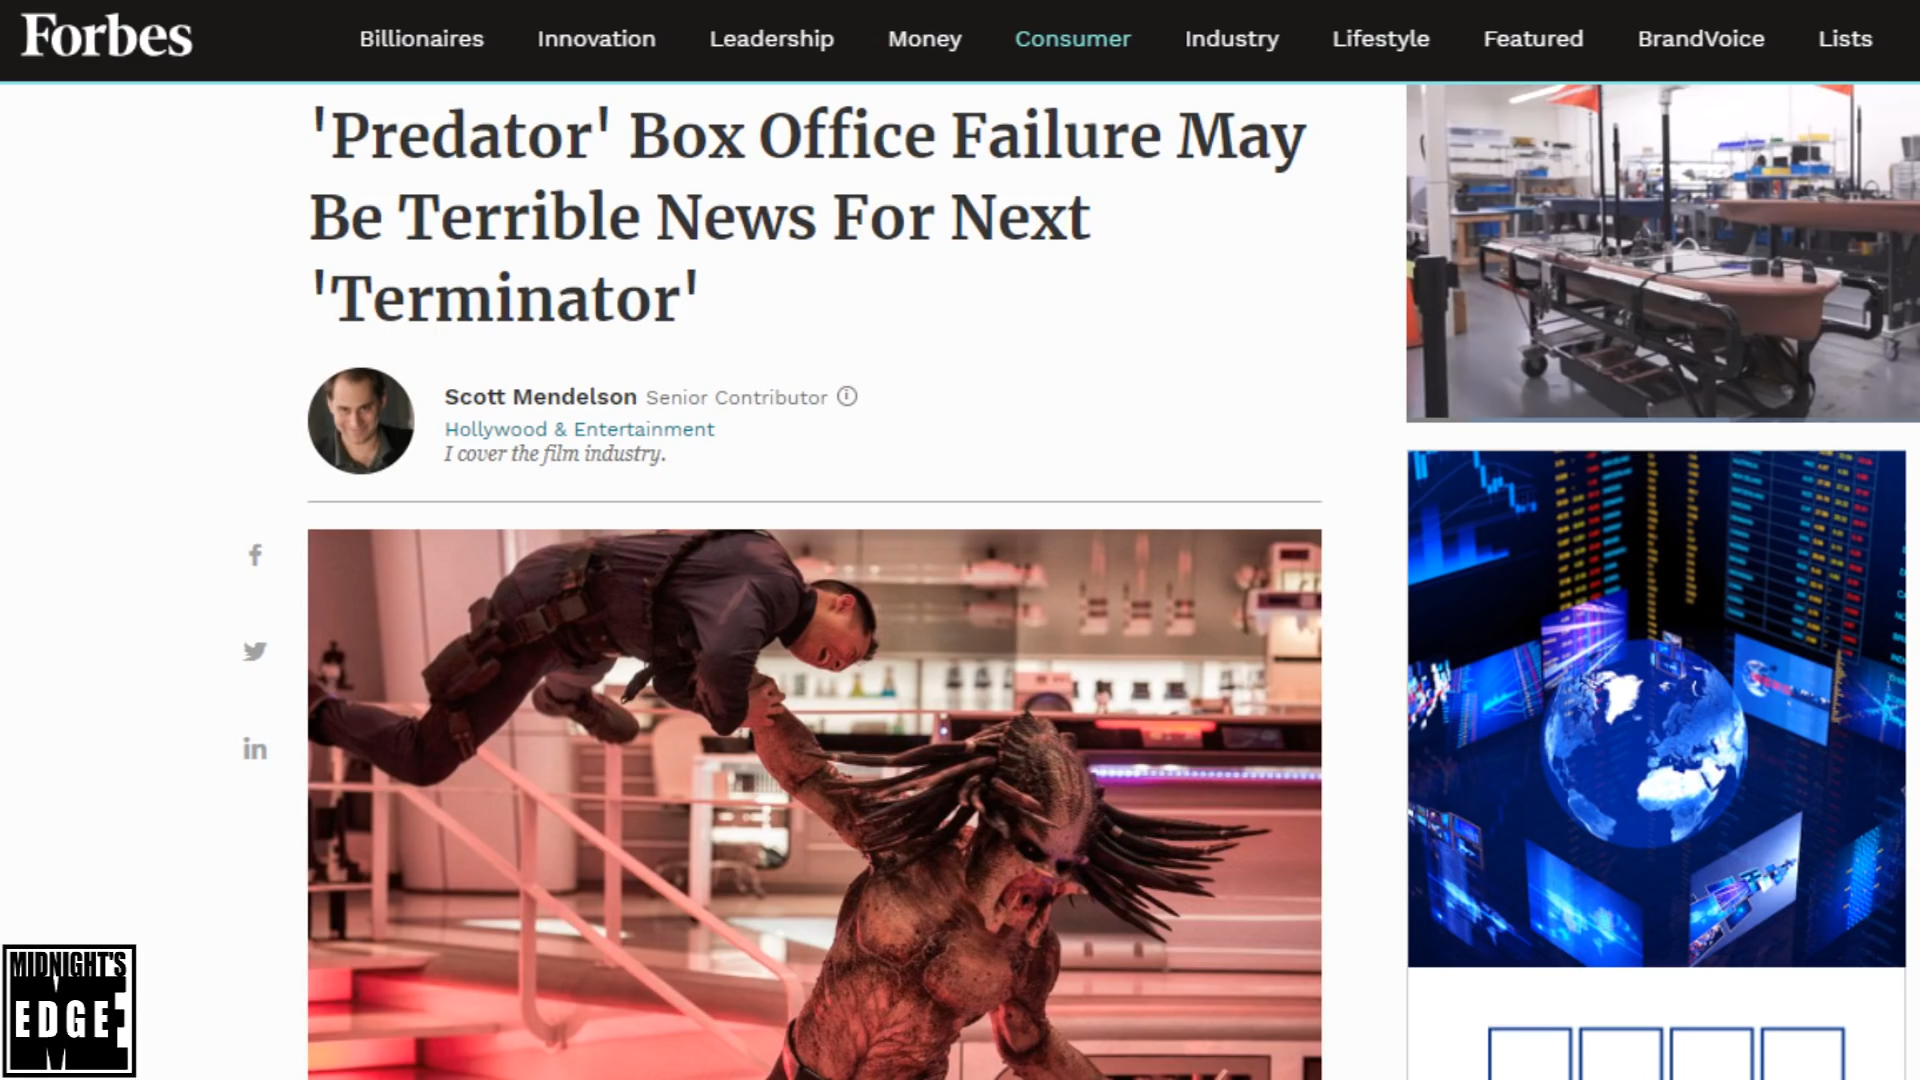 Forbes
Billionaires Innovation Leadership Money Consumer Industry Lifestyle Featured BrandVoice Lists
'Predator' Box Office Failure May
Be Terrible News For Next
'Terminator'
Scott Mendelson Senior Contributor
Hollywood & Entertainment
I cover the film industry.
f
in
MIDNIGHT'S
EDGE